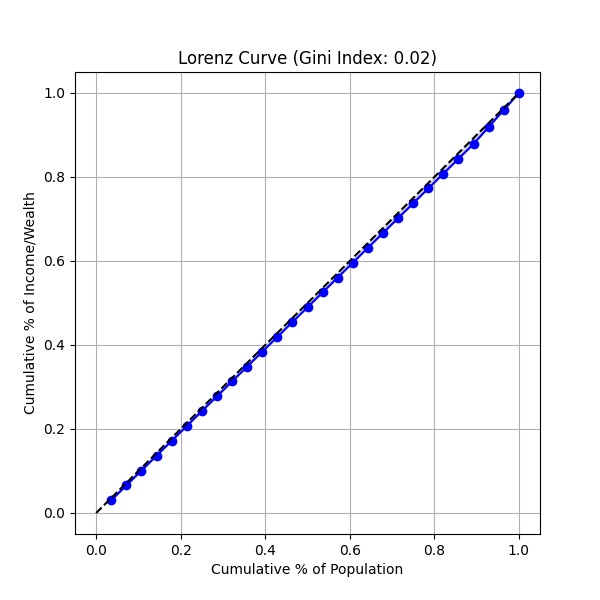 Lorenz Curve (Gini Index: 0.02)
Cumulative % of Income/Wealth
1.0
0.8
0.6
0.4
0.2
0.0
0.0 0.2 0.4 0.6 0.8 1.0
Cumulative % of Population